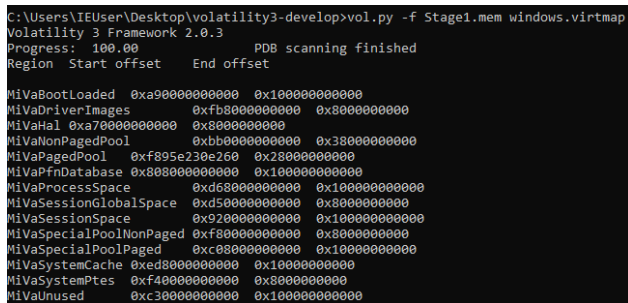 C:\Users\IEUser\Desktop\volatility3-develop>vol.py -f Stage1.mem windows.virtmap
Volatility 3 Framework 2.0.3
Progress:  100.00               PDB scanning finished
Region  Start offset    End offset
MiVaBootLoaded  0xa90000000000  0x100000000000
MiVaDriverImages        0xfb8000000000  0x8000000000
MiVaHal 0xa70000000000  0x8000000000
MiVaNonPagedPool        0xbb0000000000  0x38000000000
MiVaPagedPool   0xf895e230e260  0x28000000000
MiVaPfnDatabase 0x808000000000  0x100000000000
MiVaProcessSpace        0xd68000000000  0x100000000000
MiVaSessionGlobalSpace  0xd50000000000  0x8000000000
MiVaSessionSpace        0x920000000000  0x100000000000
MiVaSpecialPoolNonPaged 0xf80000000000  0x8000000000
MiVaSpecialPoolPaged    0xc08000000000  0x10000000000
MiVaSystemCache 0xed8000000000  0x10000000000
MiVaSystemPtes  0xf40000000000  0x8000000000
MiVaUnused      0xc30000000000  0x100000000000